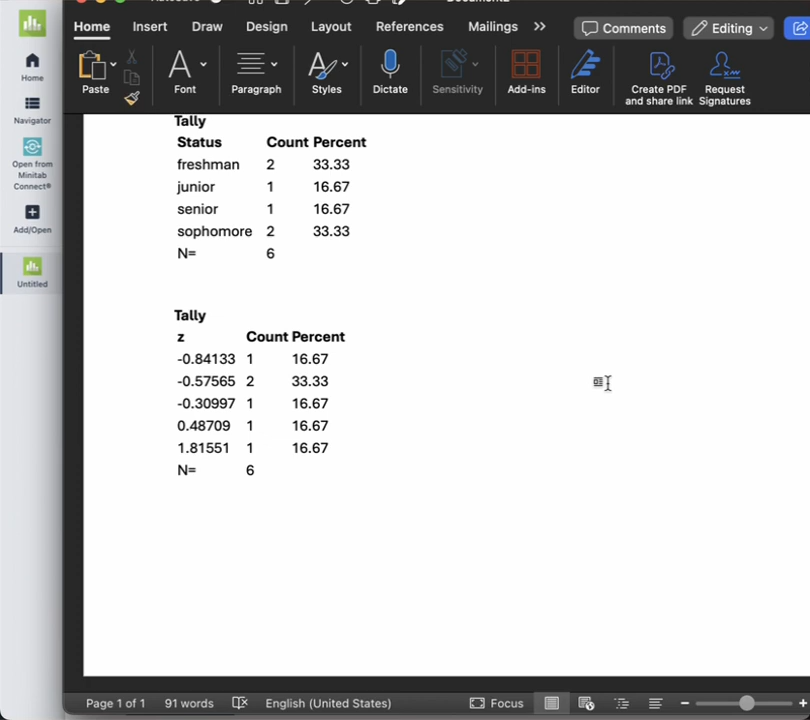 Home Insert Draw Design Layout References Mailings >> Comments Editing
Paste Font Paragraph Styles Dictate Sensitivity Add-ins Editor Create PDF and share link Request Signatures
Home
Navigator
Open from
Minitab
Connect®
Add/Open
Untitled
Tally
Status Count Percent
freshman 2 33.33
junior 1 16.67
senior 1 16.67
sophomore 2 33.33
N= 6
Tally
z Count Percent
-0.84133 1 16.67
-0.57565 2 33.33
-0.30997 1 16.67
0.48709 1 16.67
1.81551 1 16.67
N= 6
Page 1 of 1 91 words English (United States) Focus